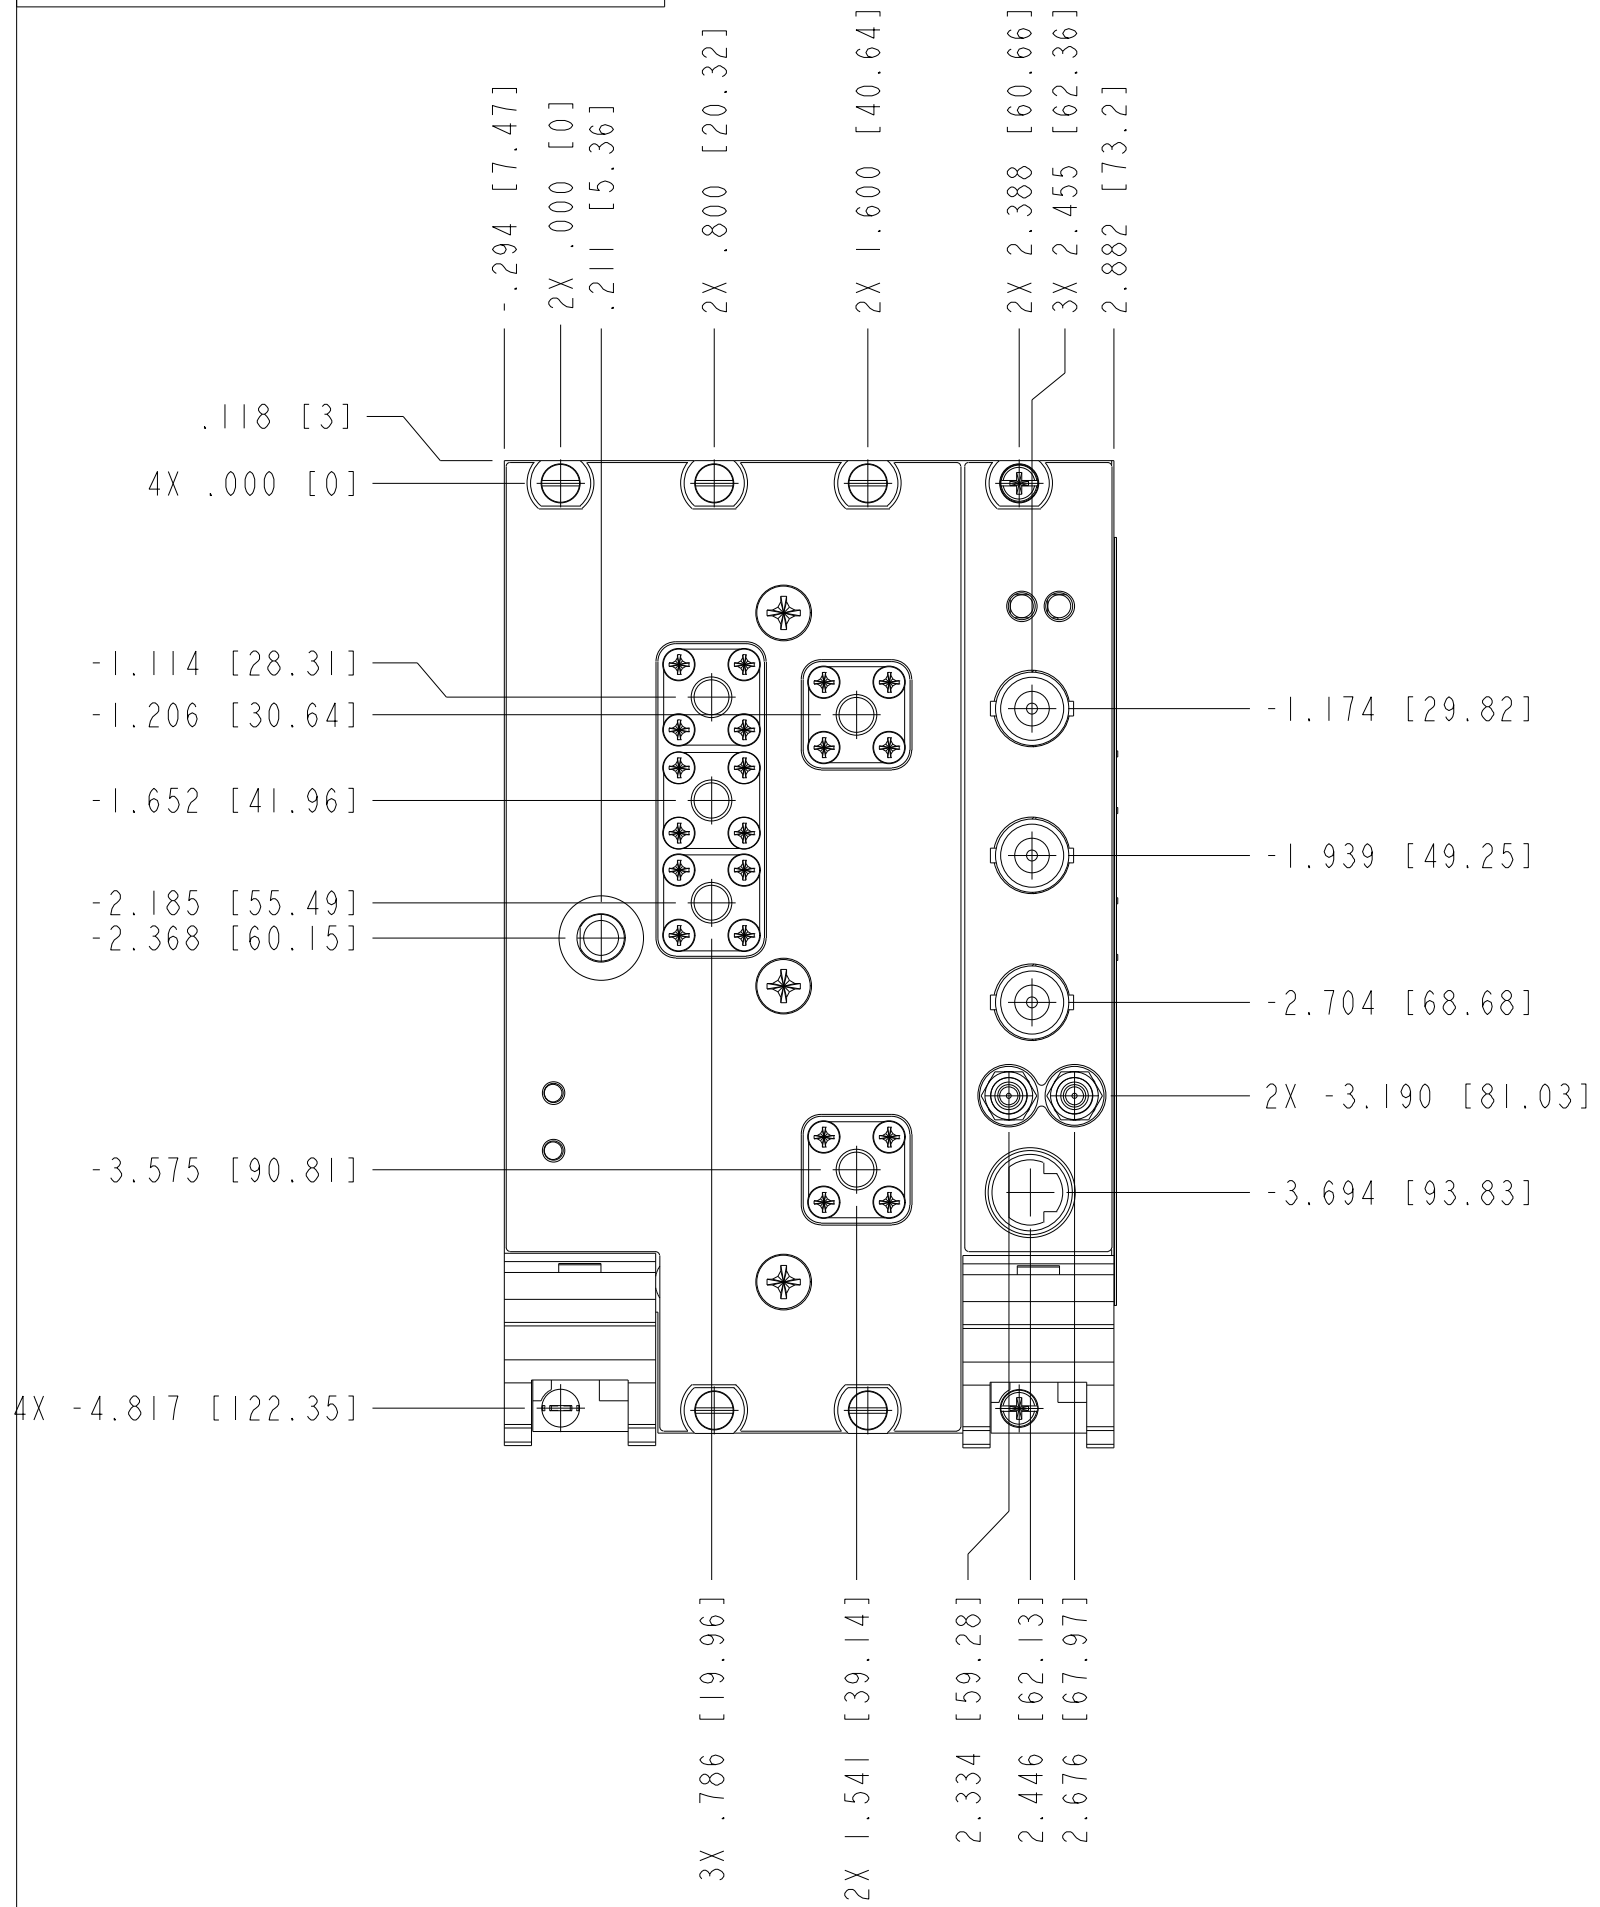 -.294 [7.47]
2X .000 [0]
.211 [5.36]
2X .800 [20.32]
2X 1.600 [40.64]
2X 2.388 [60.66]
3X 2.455 [62.36]
2.882 [73.2]
.118 [3]
4X .000 [0]
-1.114 [28.31]
-1.206 [30.64]
-1.652 [41.96]
-2.185 [55.49]
-2.368 [60.15]
-3.575 [90.81]
4X -4.817 [122.35]
-1.174 [29.82]
-1.939 [49.25]
-2.704 [68.68]
2X -3.190 [81.03]
-3.694 [93.83]
3X .786 [19.96]
2X 1.541 [39.14]
2.334 [59.28]
2.446 [62.13]
2.676 [67.97]